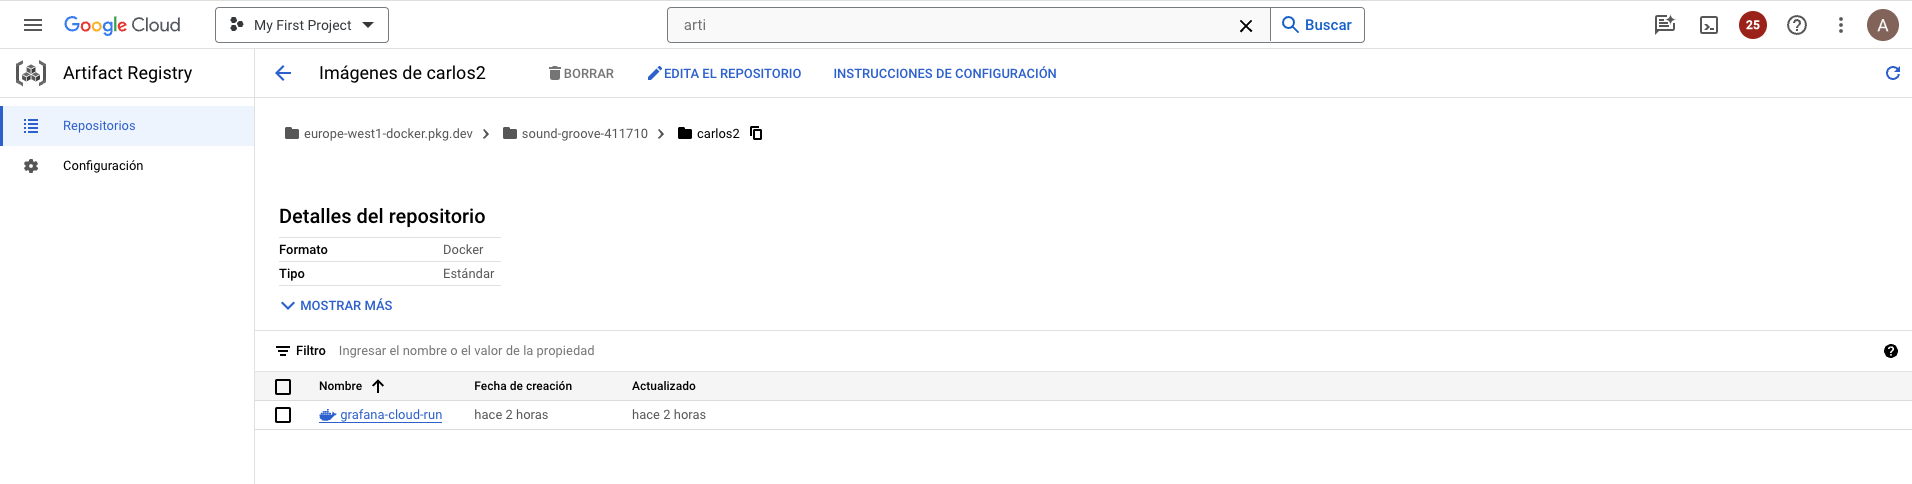 Google Cloud
My First Project
arti
Buscar
25
A
Artifact Registry
Imágenes de carlos2
BORRAR
EDITA EL REPOSITORIO
INSTRUCCIONES DE CONFIGURACIÓN
Repositorios
Configuración
europe-west1-docker.pkg.dev
sound-groove-411710
carlos2
Detalles del repositorio
Formato Docker
Tipo Estándar
MOSTRAR MÁS
Filtro Ingresar el nombre o el valor de la propiedad
Nombre Fecha de creación Actualizado
grafana-cloud-run hace 2 horas hace 2 horas